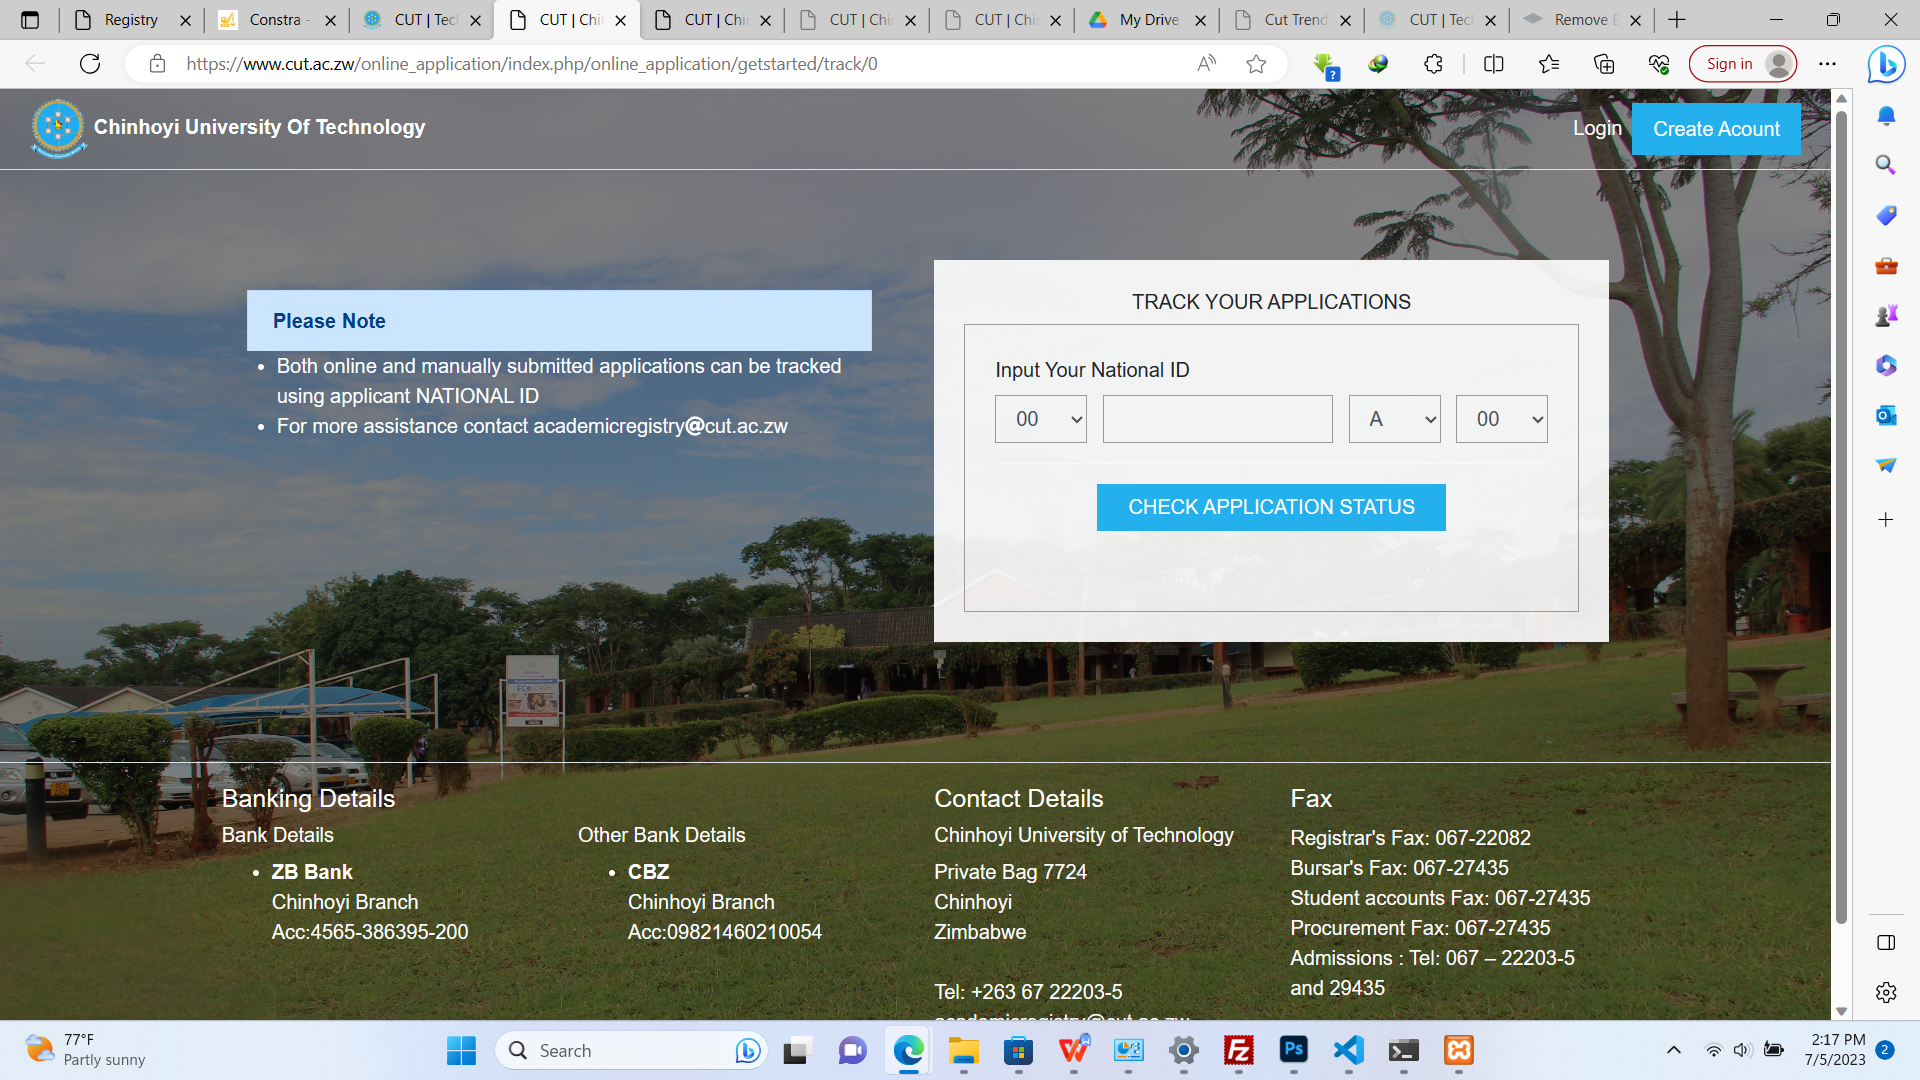 Registry
Constra -
CUT | Tec
CUT | Chi
CUT | Chi
CUT | Chi
CUT | Chi
My Drive
Cut Trend
CUT | Tec
Remove
https://www.cut.ac.zw/online_application/index.php/online_application/getstarted/track/0
Sign in
Chinhoyi University Of Technology
Login
Create Acount
Please Note
Both online and manually submitted applications can be tracked
using applicant NATIONAL ID
For more assistance contact academicregistry@cut.ac.zw
TRACK YOUR APPLICATIONS
Input Your National ID
00
A
00
CHECK APPLICATION STATUS
Banking Details
Bank Details
ZB Bank
Chinhoyi Branch
Acc:4565-386395-200
Other Bank Details
CBZ
Chinhoyi Branch
Acc:09821460210054
Contact Details
Chinhoyi University of Technology
Private Bag 7724
Chinhoyi
Zimbabwe
Tel: +263 67 22203-5
academicregistry@cut.ac.zw
Fax
Registrar's Fax: 067-22082
Bursar's Fax: 067-27435
Student accounts Fax: 067-27435
Procurement Fax: 067-27435
Admissions : Tel: 067 – 22203-5
and 29435
77°F
Partly sunny
Search
Ps
2:17 PM
7/5/2023
2